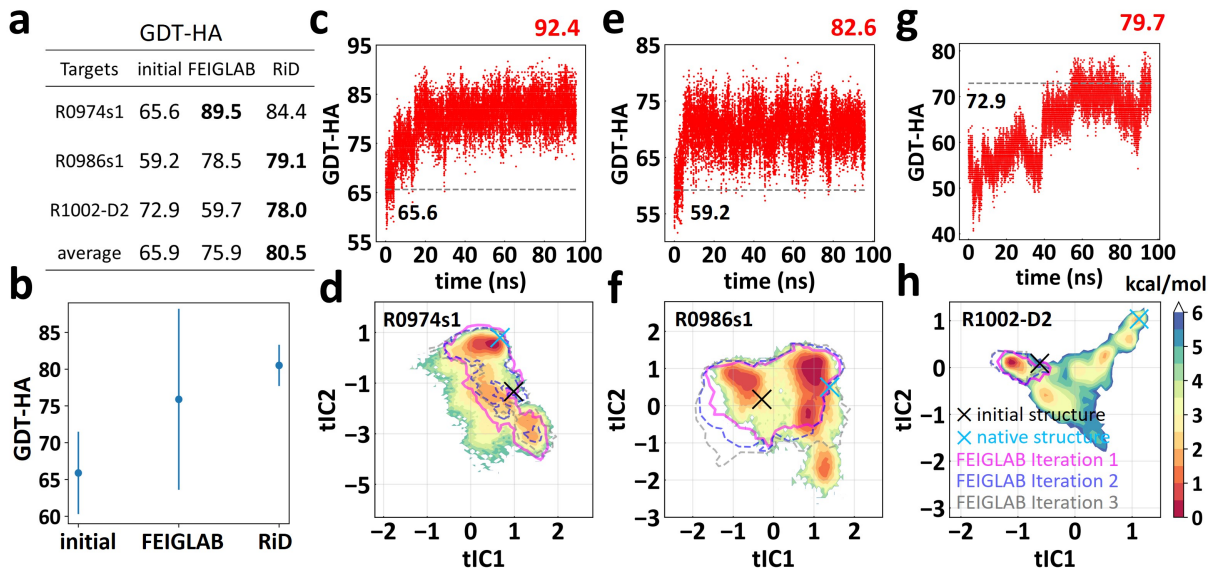 a
GDT-HA
Targets initial FEIGLAB RiD
R0974s1 65.6 89.5 84.4
R0986s1 59.2 78.5 79.1
R1002-D2 72.9 59.7 78.0
average 65.9 75.9 80.5
b
GDT-HA
85
80
75
70
65
60
initial FEIGLAB RiD
c
92.4
GDT-HA
95
85
75
65
55
65.6
0 20 40 60 80 100
time (ns)
d
R0974s1
tIC2
1
−1
−3
−5
−2 −1 0 1 2
tIC1
e
82.6
GDT-HA
85
75
65
55
59.2
0 20 40 60 80 100
time (ns)
f
R0986s1
tIC2
2
1
0
−1
−2
−3
−2 −1 0 1 2
tIC1
g
79.7
GDT-HA
80
70
60
50
40
72.9
0 20 40 60 80 100
time (ns)
h
R1002-D2
tIC2
1
0
−1
−2
−3
initial structure
native structure
FEIGLAB Iteration 1
FEIGLAB Iteration 2
FEIGLAB Iteration 3
−2 −1 0 1
tIC1
kcal/mol
6
5
4
3
2
1
0